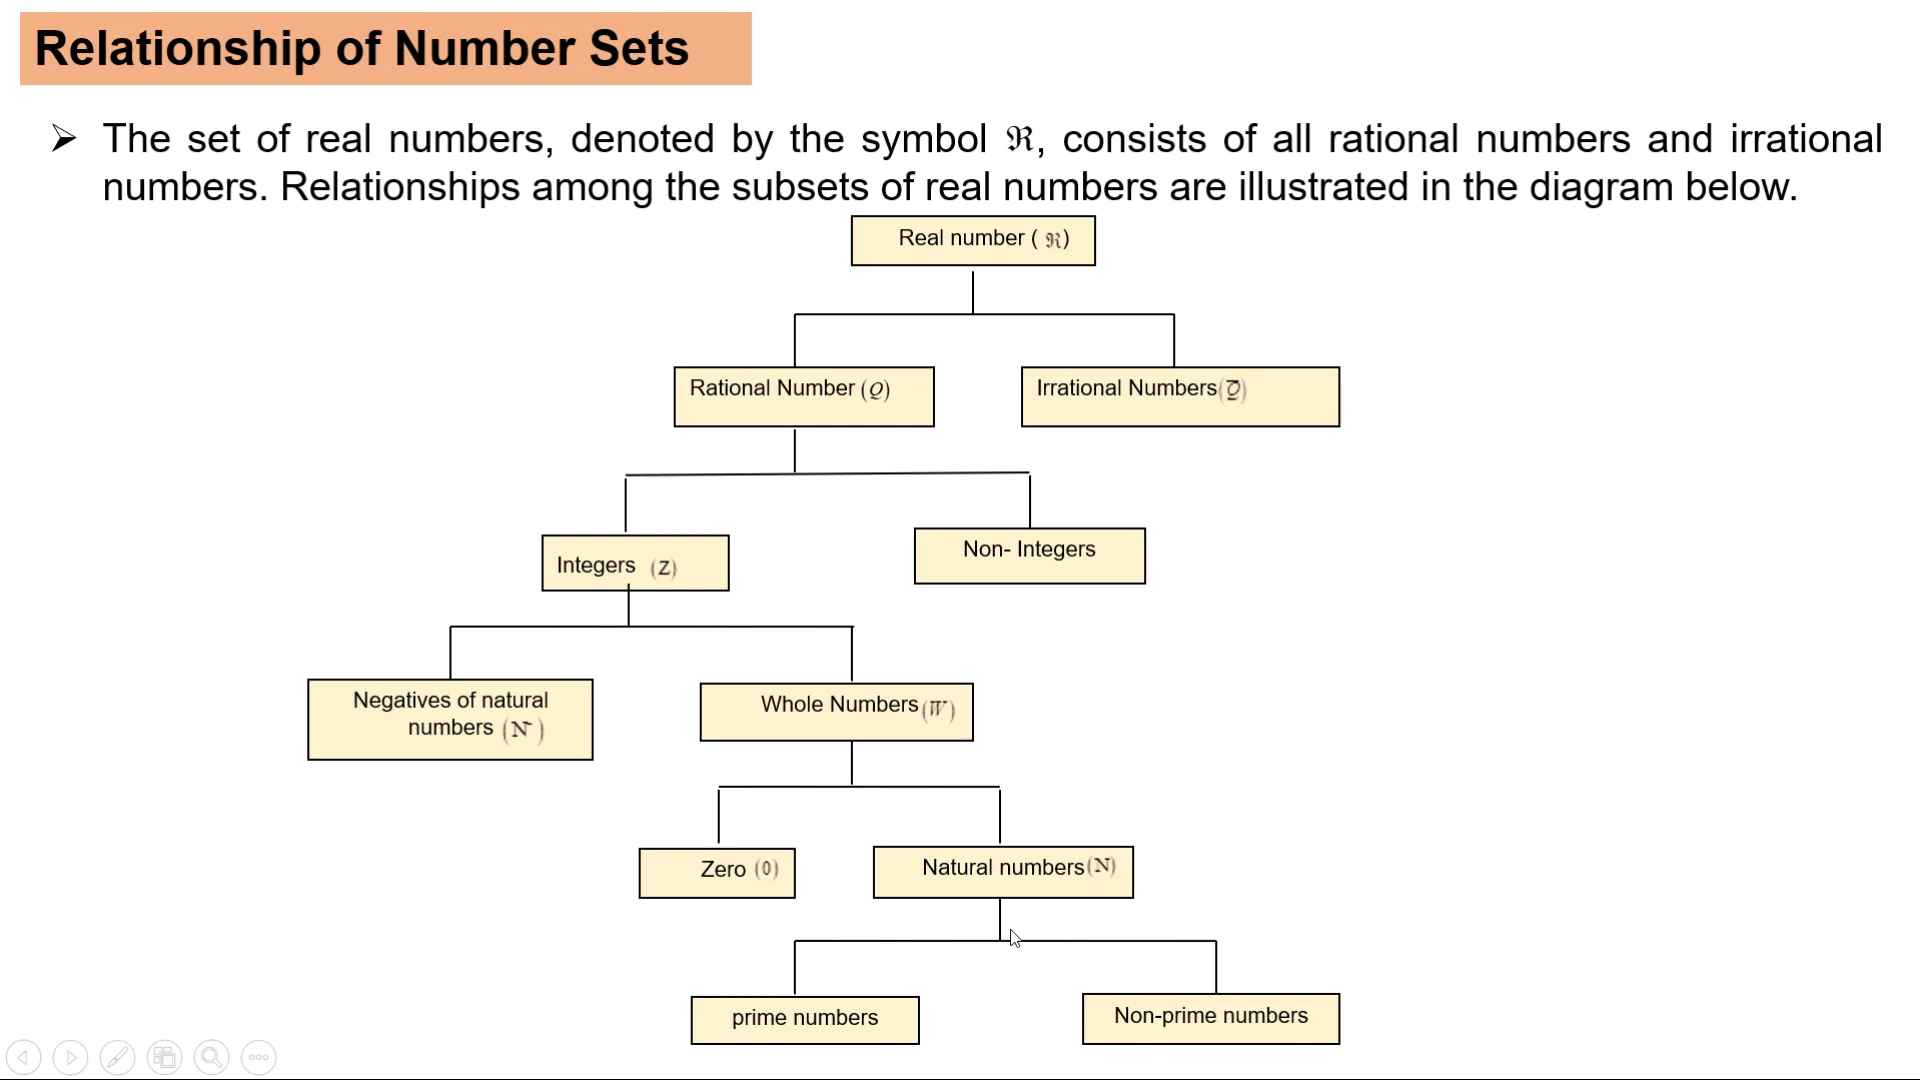 Relationship of Number Sets
➢ The set of real numbers, denoted by the symbol ℜ, consists of all rational numbers and irrational
numbers. Relationships among the subsets of real numbers are illustrated in the diagram below.
Real number ( ℜ)
Rational Number (Q)
Irrational Numbers(Q̅)
Integers (Z)
Non- Integers
Negatives of natural
numbers (N⁻)
Whole Numbers(W)
Zero (0)
Natural numbers(N)
prime numbers
Non-prime numbers